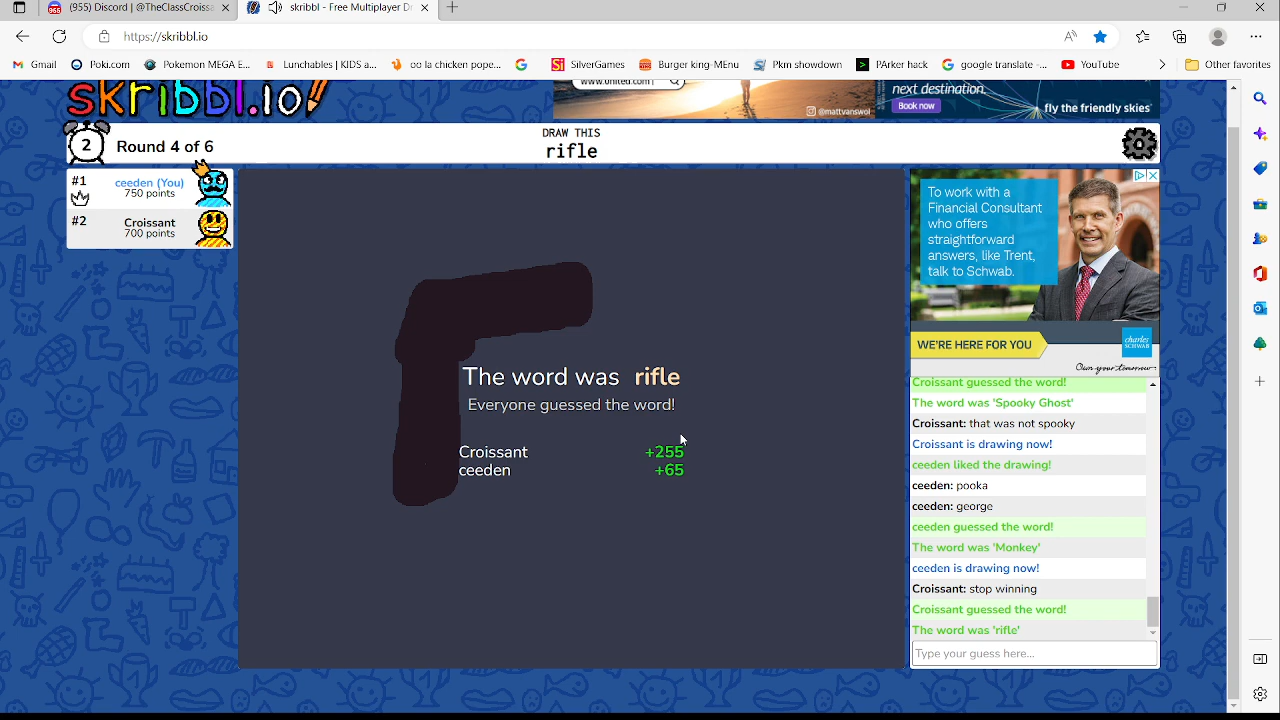 (955) Discord | @TheClassCroissa
skribbl - Free Multiplayer Dr
https://skribbl.io
Gmail
Poki.com
Pokemon MEGA E...
Lunchables | KIDS a...
oo la chicken pope...
SilverGames
Burger king-MEnu
Pkm showdown
PArker hack
google translate -...
YouTube
Other favorites
skribbl.io
www.united.com
@mattvanswol
next destination.
Book now
fly the friendly skies
2
Round 4 of 6
DRAW THIS
rifle
#1
ceeden (You)
750 points
#2
Croissant
700 points
The word was rifle
Everyone guessed the word!
Croissant +255
ceeden +65
To work with a
Financial Consultant
who offers
straightforward
answers, like Trent,
talk to Schwab.
WE'RE HERE FOR YOU
charles
SCHWAB
Own your tomorrow.
Croissant guessed the word!
The word was 'Spooky Ghost'
Croissant: that was not spooky
Croissant is drawing now!
ceeden liked the drawing!
ceeden: pooka
ceeden: george
ceeden guessed the word!
The word was 'Monkey'
ceeden is drawing now!
Croissant: stop winning
Croissant guessed the word!
The word was 'rifle'
Type your guess here...